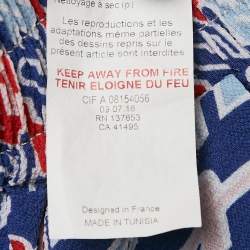 Nettoyage à sec (p)
Les reproductions et les
adaptations même partielles
des dessins repris sur le
présent article sont interdites
KEEP AWAY FROM FIRE
TENIR ELOIGNE DU FEU
CIF A 08154056
09.07.16
RN 137653
CA 41495
Designed in France
MADE IN TUNISIA